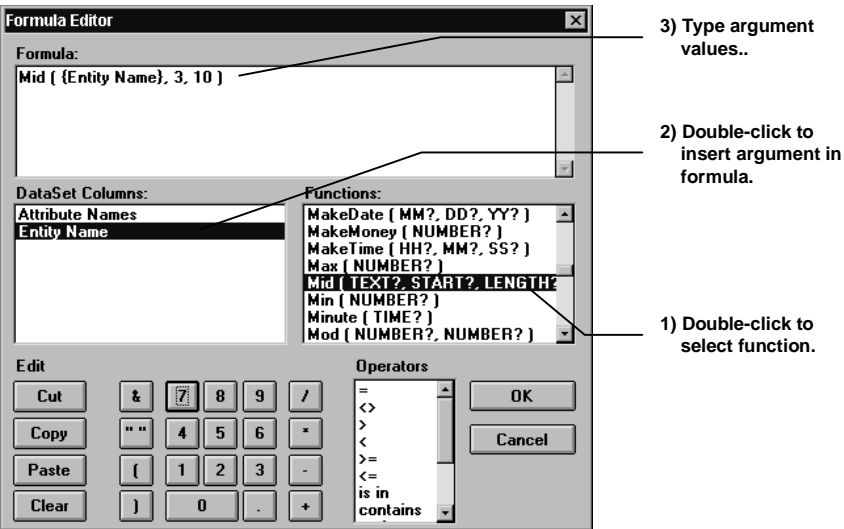 Formula Editor
Formula:
Mid ( {Entity Name}, 3, 10 )
3) Type argument
values..
2) Double-click to
insert argument in
formula.
DataSet Columns:
Attribute Names
Entity Name
Functions:
MakeDate ( MM?, DD?, YY? )
MakeMoney ( NUMBER? )
MakeTime ( HH?, MM?, SS? )
Max ( NUMBER? )
Mid ( TEXT?, START?, LENGTH?
Min ( NUMBER? )
Minute ( TIME? )
Mod ( NUMBER?, NUMBER? )
1) Double-click to
select function.
Edit
Cut
Copy
Paste
Clear
& 7 8 9 /
" " 4 5 6 *
( 1 2 3 -
) 0 . +
Operators
=
<>
>
<
>=
<=
is in
contains
OK
Cancel